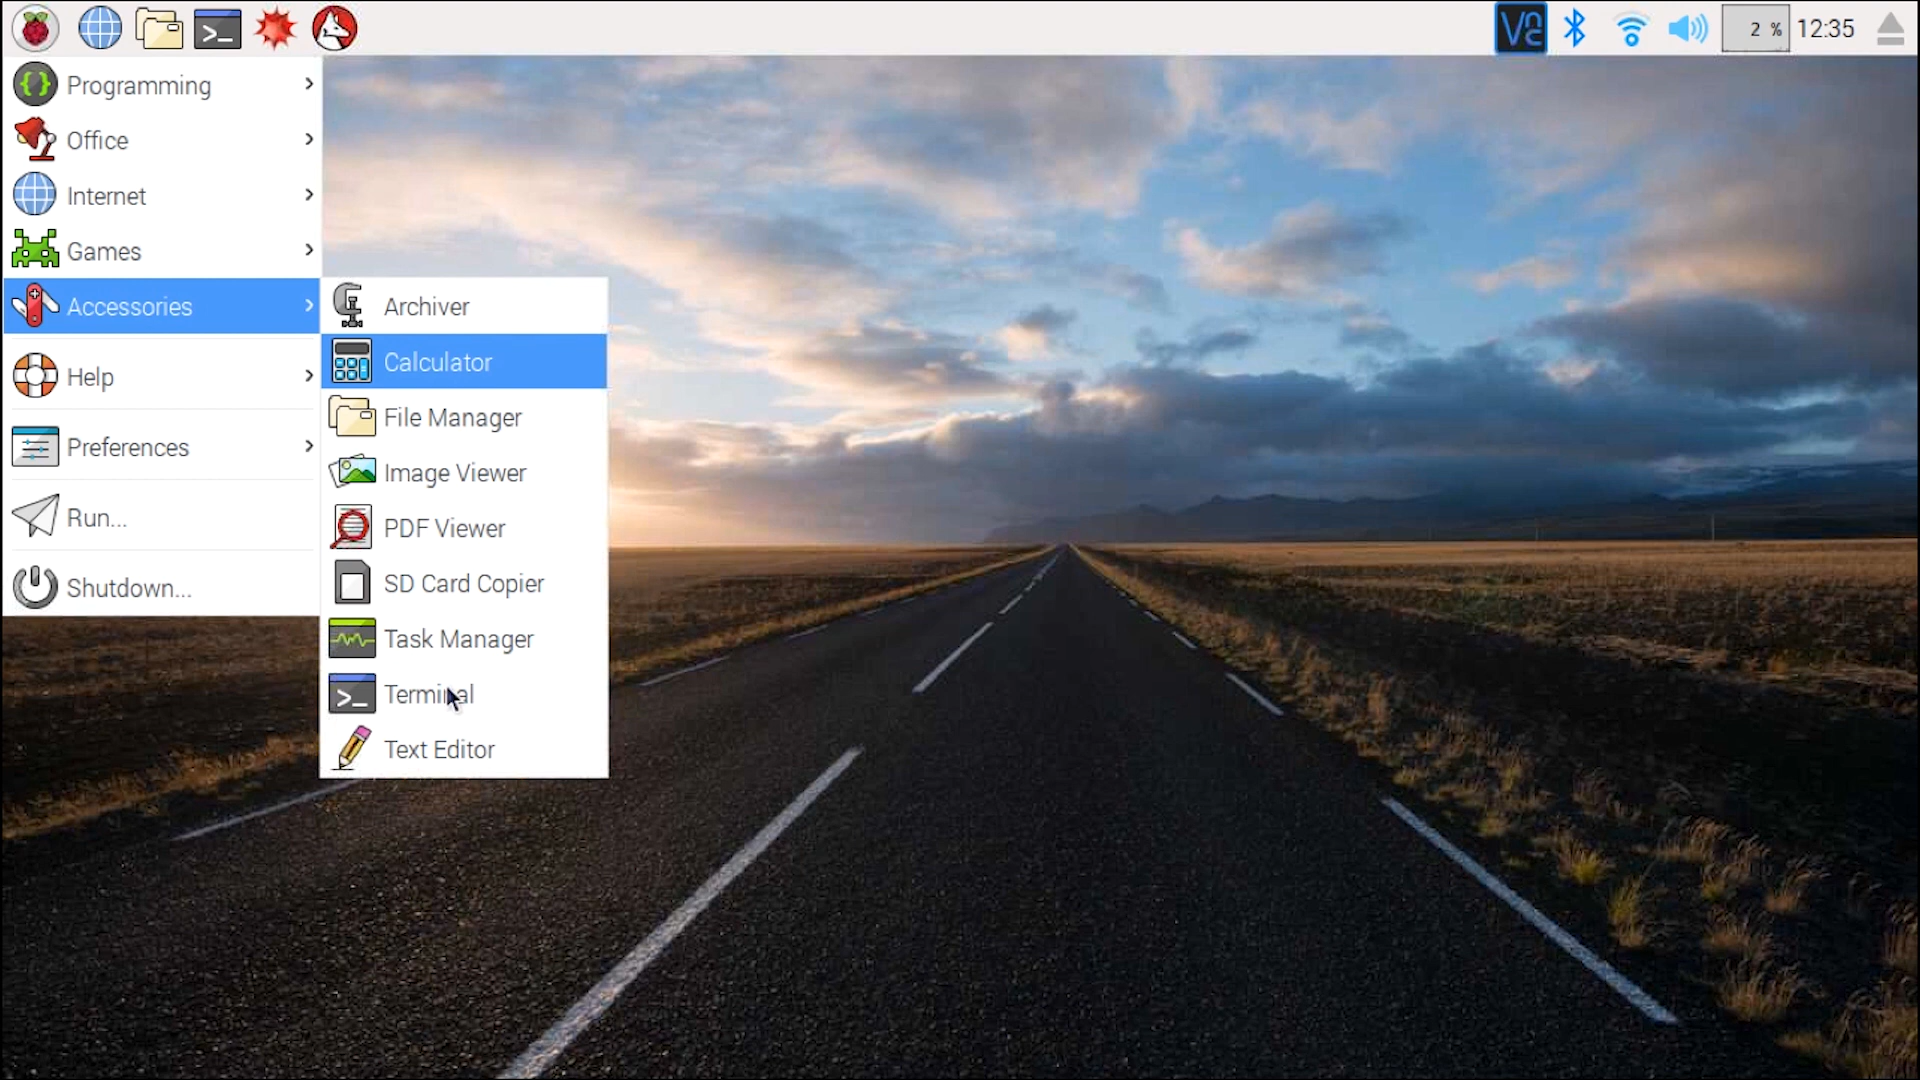 VNC
2 %
12:35
Programming
Office
Internet
Games
Accessories
Help
Preferences
Run...
Shutdown...
Archiver
Calculator
File Manager
Image Viewer
PDF Viewer
SD Card Copier
Task Manager
Terminal
Text Editor